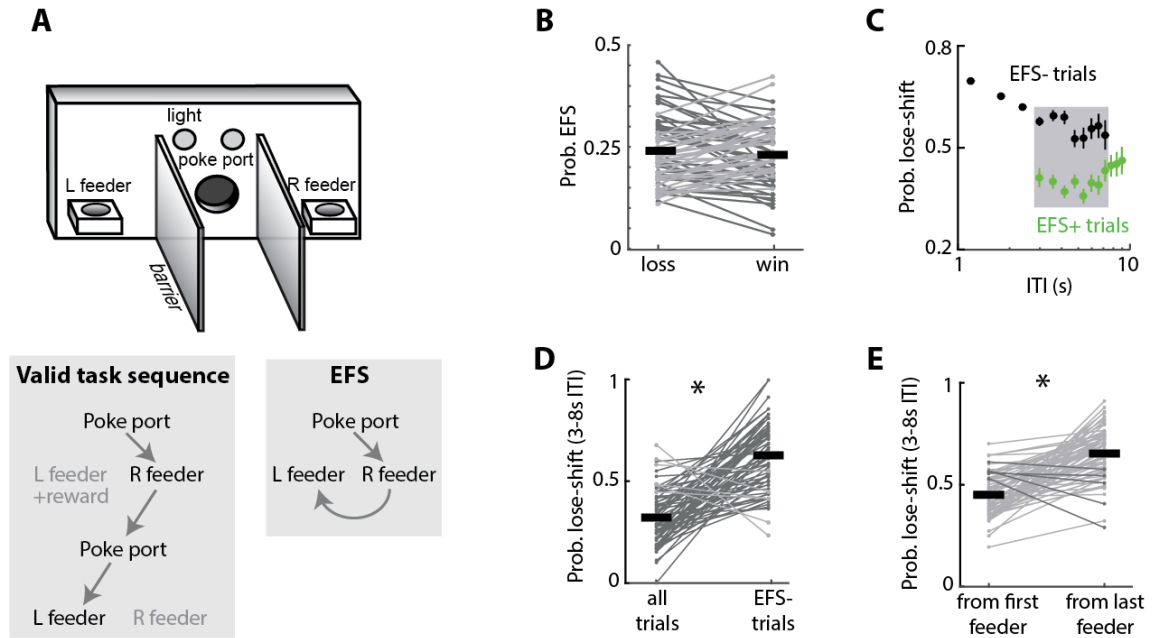 A
light
poke port
L feeder
R feeder
barrier
Valid task sequence
Poke port
L feeder
+reward
R feeder
Poke port
L feeder
R feeder
EFS
Poke port
L feeder
R feeder
B
Prob. EFS
0.5
0.25
0
loss
win
C
Prob. lose-shift
0.8
0.5
0.2
EFS- trials
EFS+ trials
1
10
ITI (s)
D
Prob. lose-shift (3-8s ITI)
1
0.5
0
*
all
trials
EFS-
trials
E
Prob. lose-shift (3-8s ITI)
1
0.5
0
*
from first
feeder
from last
feeder